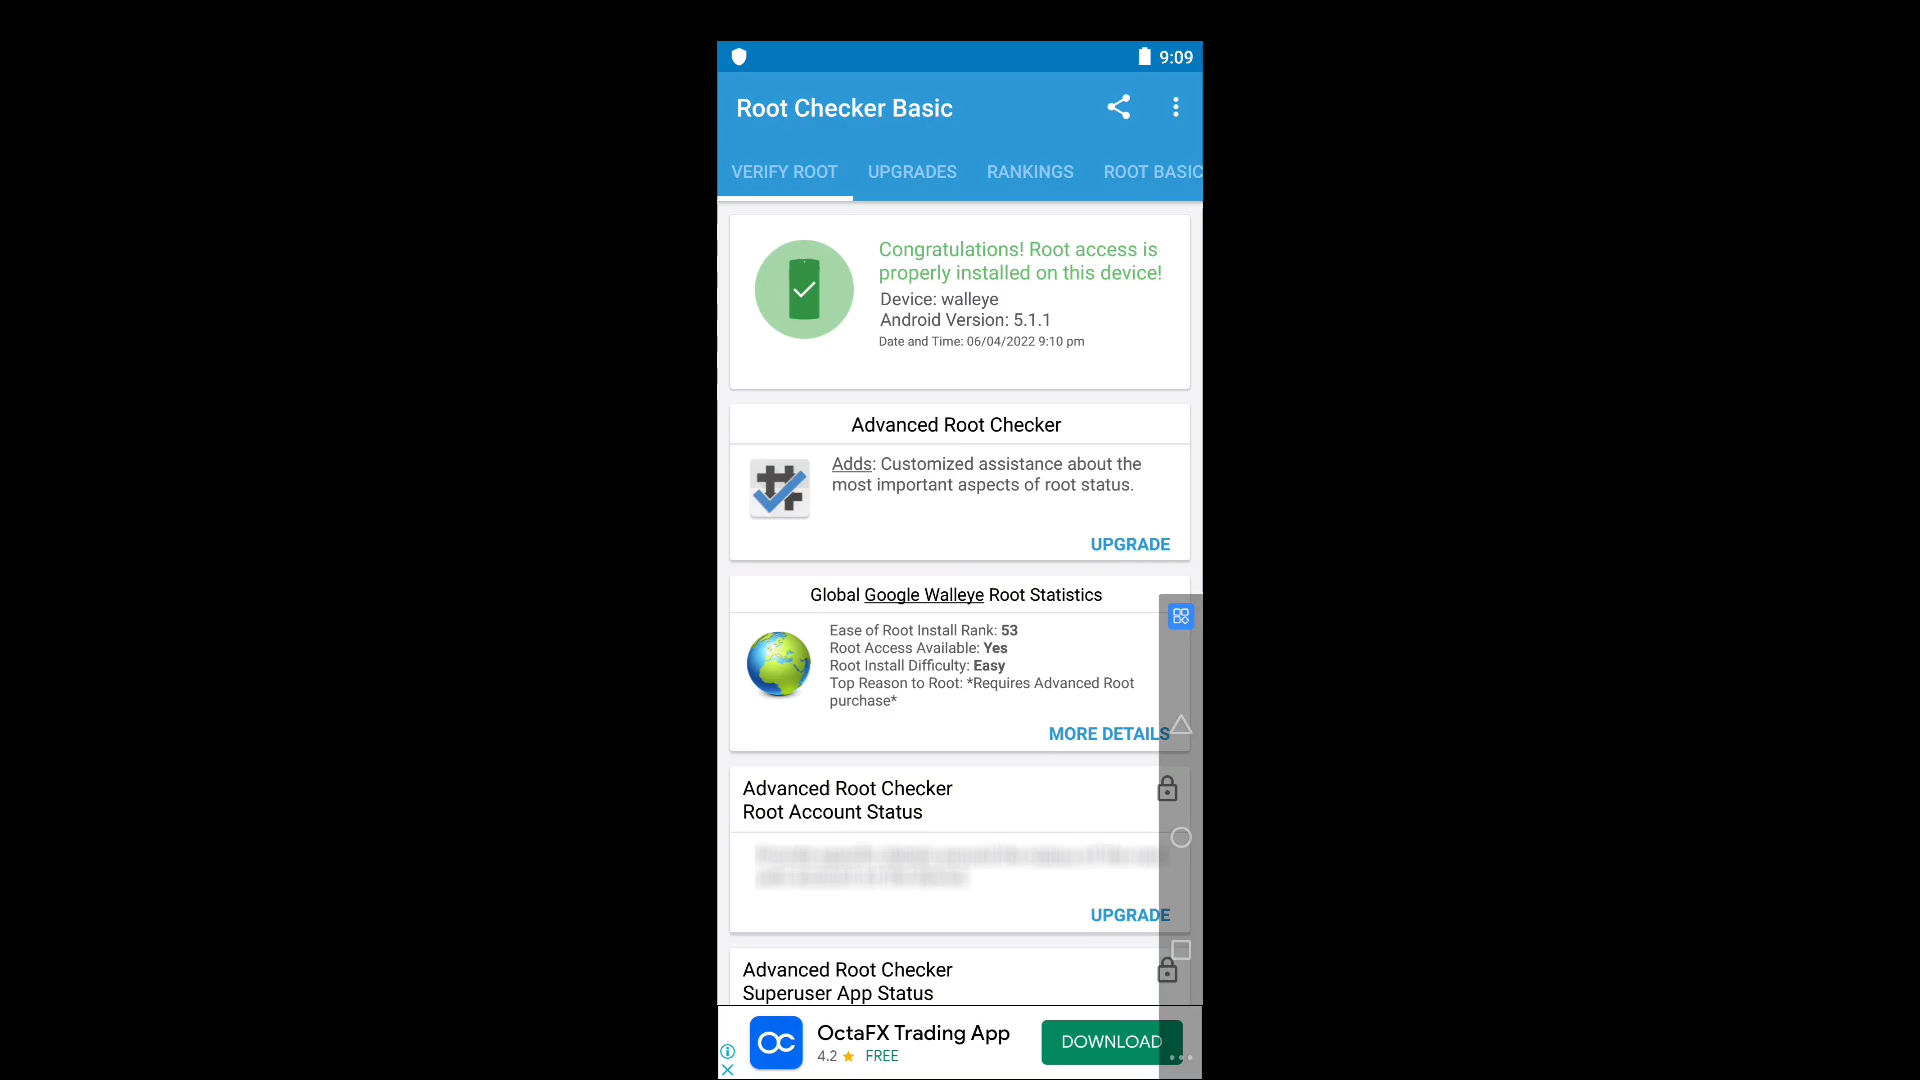 9:09
Root Checker Basic
VERIFY ROOT
UPGRADES
RANKINGS
ROOT BASIC
Congratulations! Root access is
properly installed on this device!
Device: walleye
Android Version: 5.1.1
Date and Time: 06/04/2022 9:10 pm
Advanced Root Checker
Adds: Customized assistance about the
most important aspects of root status.
UPGRADE
Global Google Walleye Root Statistics
Ease of Root Install Rank: 53
Root Access Available: Yes
Root Install Difficulty: Easy
Top Reason to Root: *Requires Advanced Root
purchase*
MORE DETAILS
Advanced Root Checker
Root Account Status
UPGRADE
Advanced Root Checker
Superuser App Status
OctaFX Trading App
4.2 ★ FREE
DOWNLOAD